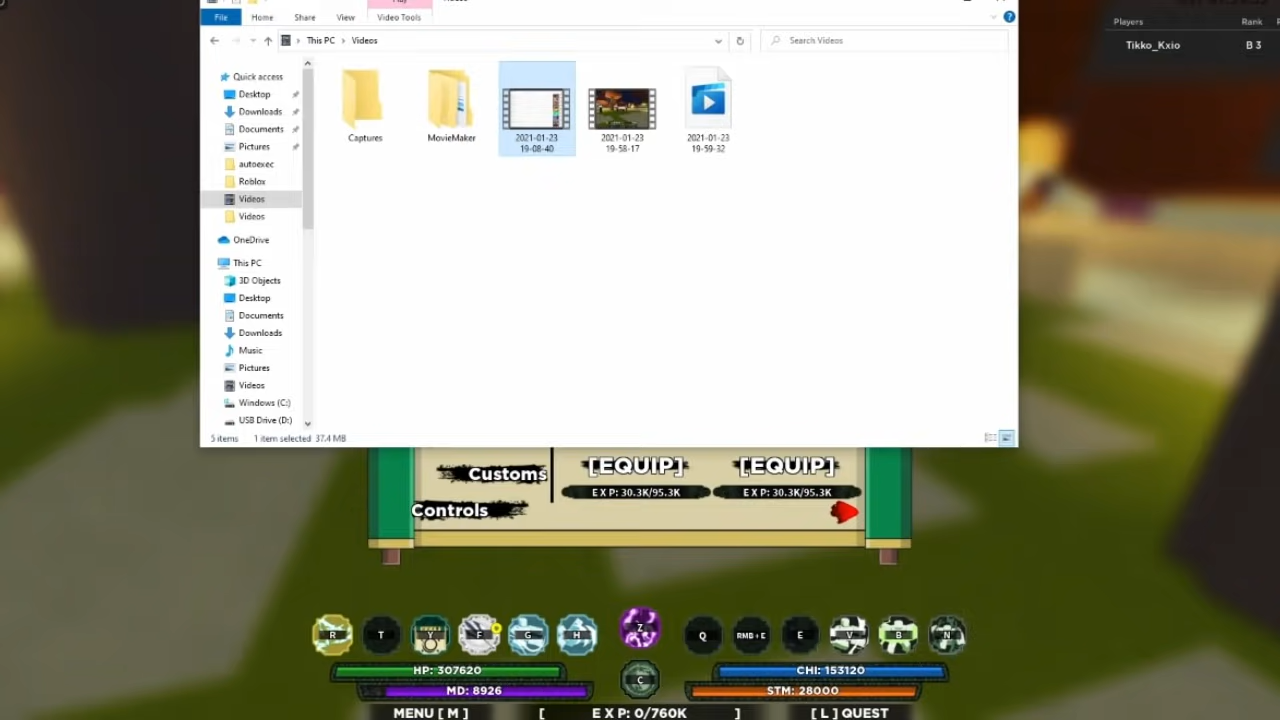 Players Rank
File Home Share View Video Tools
Tikko_Kxio B 3
This PC > Videos
Search Videos
Quick access
Desktop
Downloads
Documents
Pictures
autoexec
Roblox
Videos
Videos
OneDrive
This PC
3D Objects
Desktop
Documents
Downloads
Music
Pictures
Videos
Windows (C:)
USB Drive (D:)
Captures
MovieMaker
2021-01-23
19-08-40
2021-01-23
19-58-17
2021-01-23
19-59-32
5 items 1 item selected 37.4 MB
Customs
[EQUIP] [EQUIP]
EXP: 30.3K/95.3K EXP: 30.3K/95.3K
Controls
R T Y F G H Z Q RMB + E E V B N
HP: 307620 CHI: 153120
C
MD: 8926 STM: 28000
MENU [ M ] [ EXP: 0/760K ] [ L ] QUEST